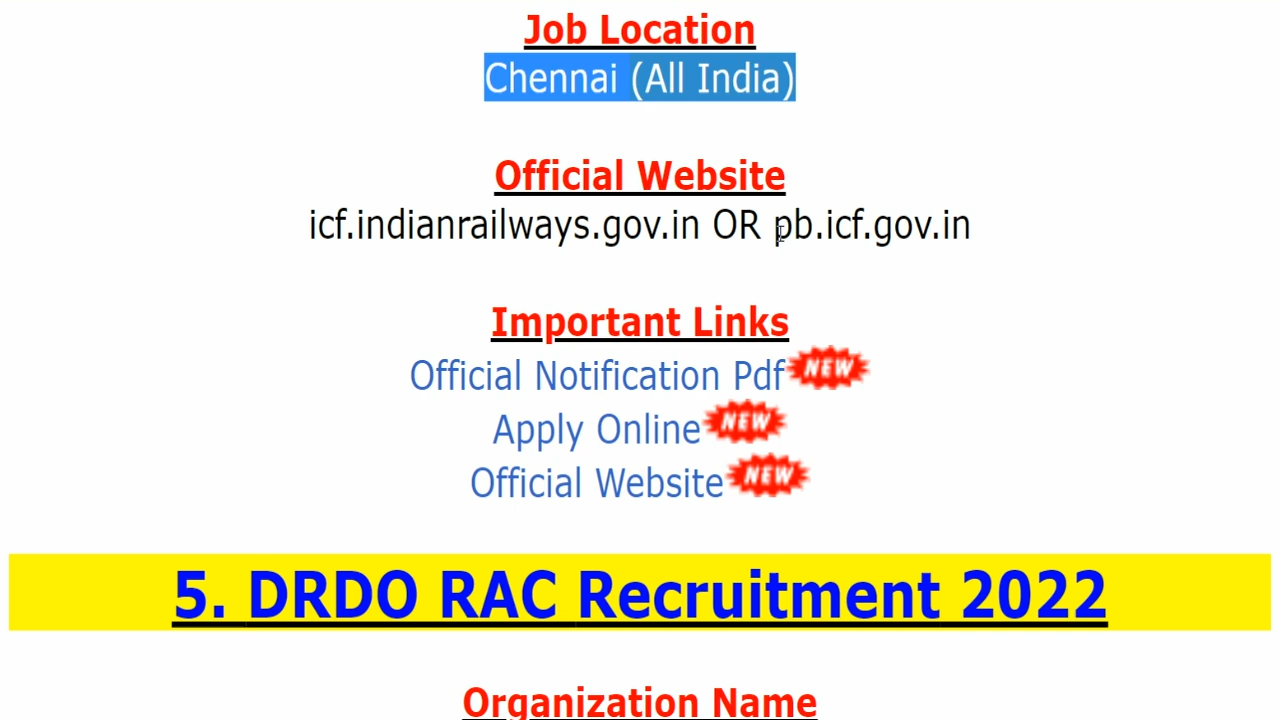 Job Location
Chennai (All India)
Official Website
icf.indianrailways.gov.in OR pb.icf.gov.in
Important Links
Official Notification Pdf NEW
Apply Online NEW
Official Website NEW
5. DRDO RAC Recruitment 2022
Organization Name